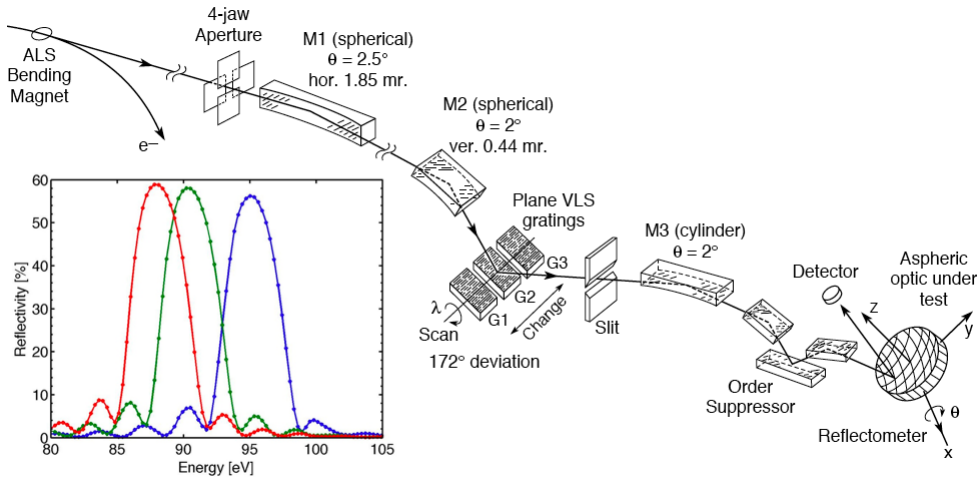 4-jaw
Aperture
ALS
Bending
Magnet
e–
M1 (spherical)
θ = 2.5°
hor. 1.85 mr.
M2 (spherical)
θ = 2°
ver. 0.44 mr.
Plane VLS
gratings
G3
G2
G1
λ
Scan
Change
172° deviation
Slit
M3 (cylinder)
θ = 2°
Order
Suppressor
Detector
Aspheric
optic under
test
z
y
θ
x
Reflectometer
Reflectivity [%]
60
50
40
30
20
10
0
80 85 90 95 100 105
Energy [eV]